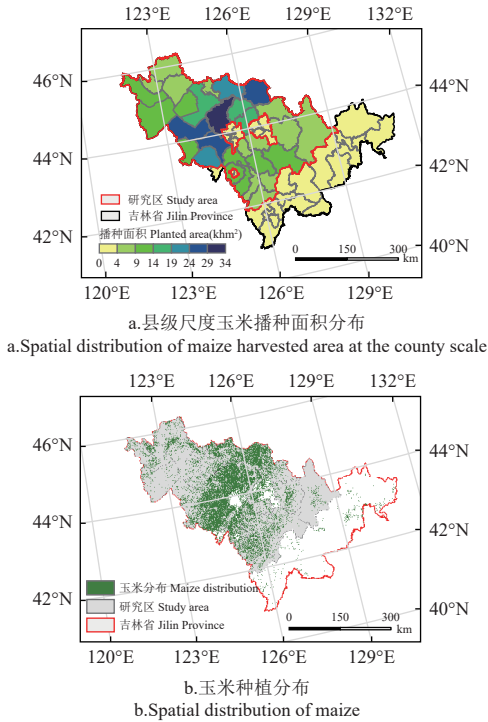 123°E 126°E 129°E 132°E
46°N 44°N
44°N 42°N
42°N 40°N
研究区 Study area
吉林省 Jilin Province
播种面积 Planted area(khm²)
0 4 9 14 19 24 29 34
0 150 300
km
120°E 123°E 126°E 129°E
a.县级尺度玉米播种面积分布
a.Spatial distribution of maize harvested area at the county scale
123°E 126°E 129°E 132°E
46°N 44°N
44°N 42°N
42°N 40°N
玉米分布 Maize distribution
研究区 Study area
吉林省 Jilin Province
0 150 300
km
120°E 123°E 126°E 129°E
b.玉米种植分布
b.Spatial distribution of maize